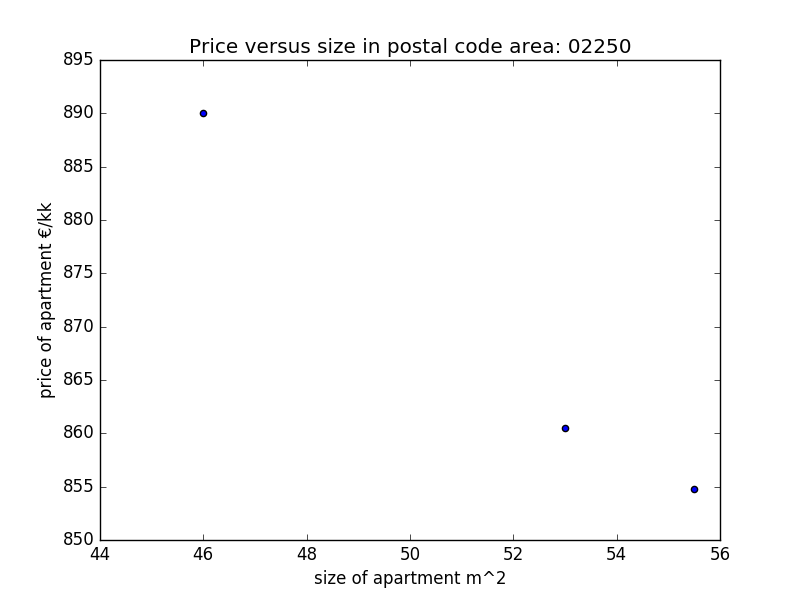 Price versus size in postal code area: 02250
895
890
885
880
875
870
865
860
855
850
price of apartment €/kk
44 46 48 50 52 54 56
size of apartment m^2